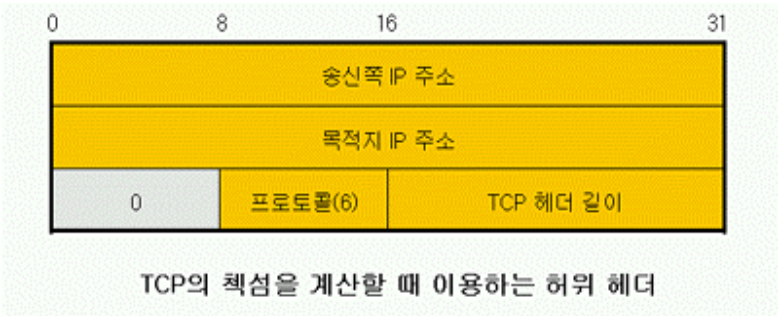 0 8 16 31
송신쪽 IP 주소
목적지 IP 주소
0 프로토콜(6) TCP 헤더 길이
TCP의 첵섬을 계산할 때 이용하는 허위 헤더